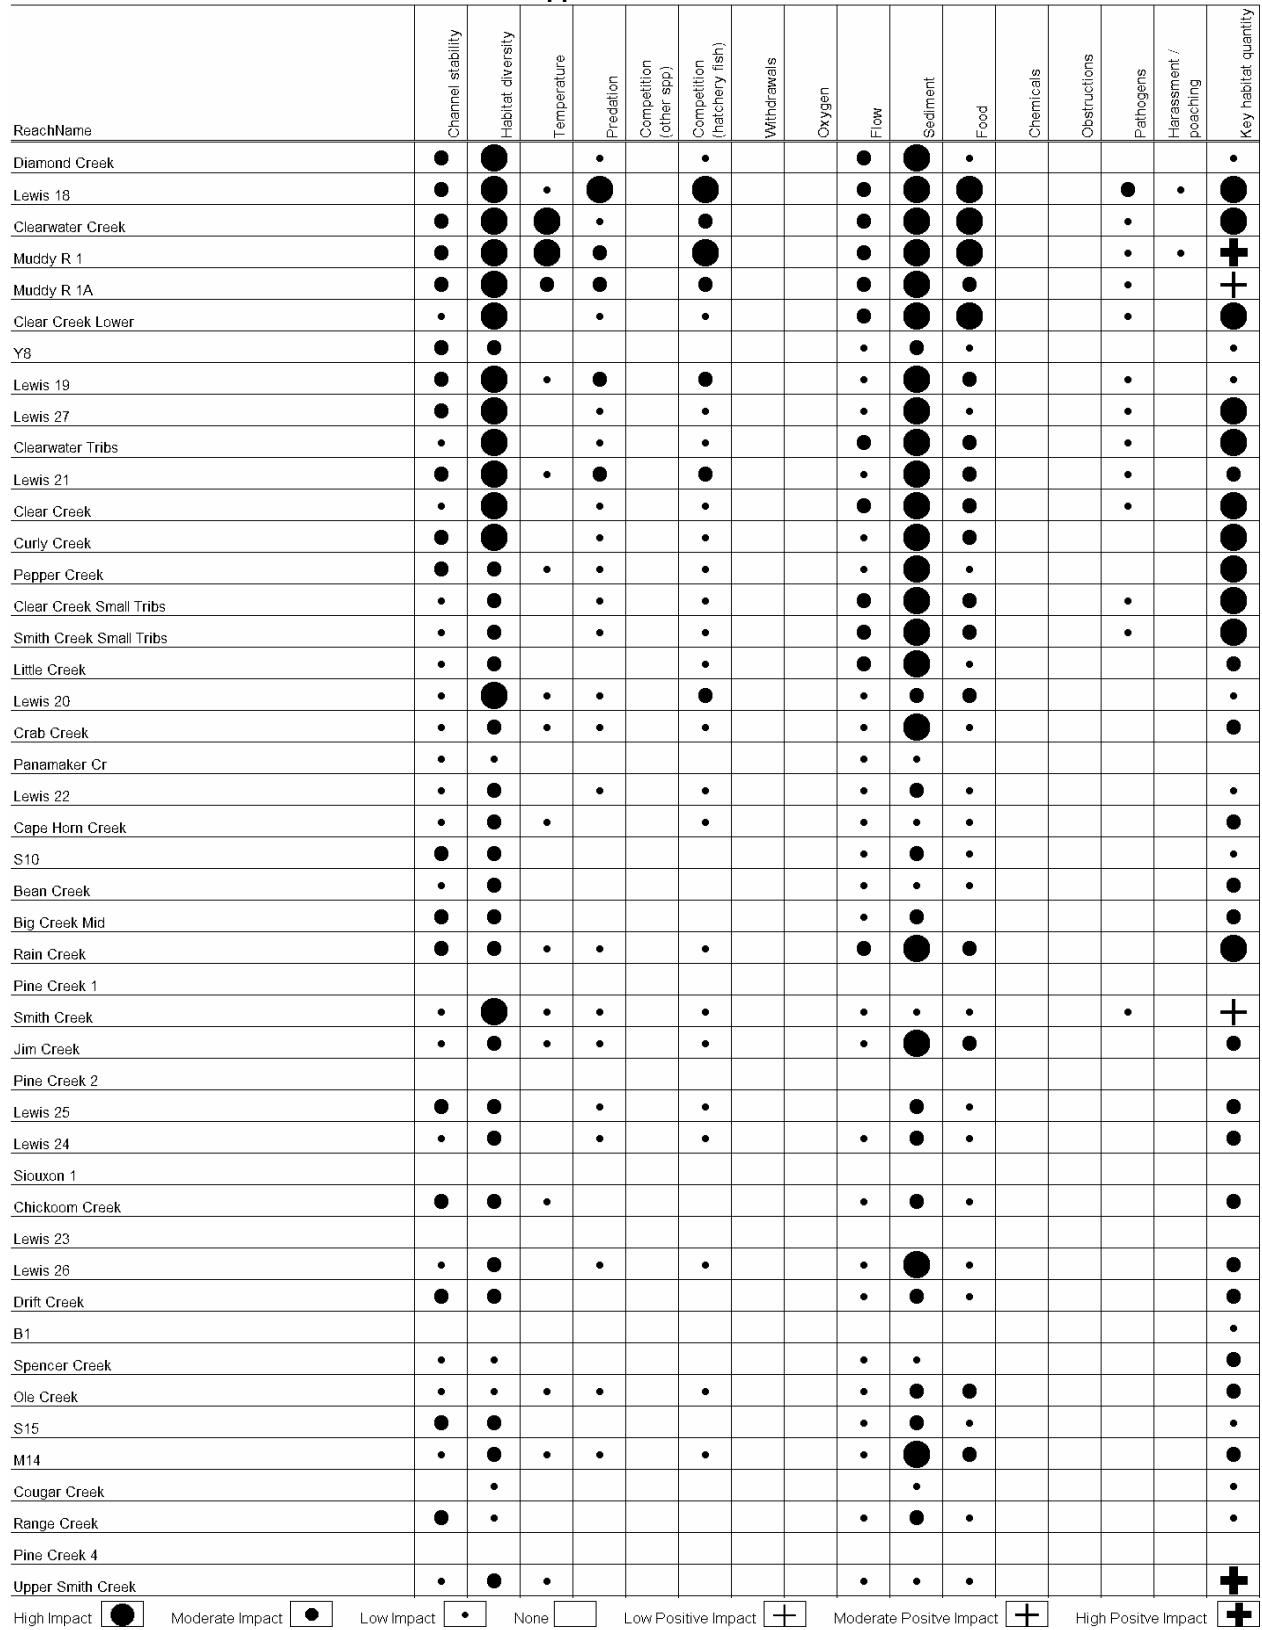 ReachName
Channel stability
Habitat diversity
Temperature
Predation
Competition
(other spp)
Competition
(hatchery fish)
Withdrawals
Oxygen
Flow
Sediment
Food
Chemicals
Obstructions
Pathogens
Harassment /
poaching
Key habitat quantity
Diamond Creek
Lewis 18
Clearwater Creek
Muddy R 1
Muddy R 1A
Clear Creek Lower
Y8
Lewis 19
Lewis 27
Clearwater Tribs
Lewis 21
Clear Creek
Curly Creek
Pepper Creek
Clear Creek Small Tribs
Smith Creek Small Tribs
Little Creek
Lewis 20
Crab Creek
Panamaker Cr
Lewis 22
Cape Horn Creek
S10
Bean Creek
Big Creek Mid
Rain Creek
Pine Creek 1
Smith Creek
Jim Creek
Pine Creek 2
Lewis 25
Lewis 24
Siouxon 1
Chickoom Creek
Lewis 23
Lewis 26
Drift Creek
B1
Spencer Creek
Ole Creek
S15
M14
Cougar Creek
Range Creek
Pine Creek 4
Upper Smith Creek
High Impact Moderate Impact Low Impact None Low Positive Impact Moderate Positve Impact High Positve Impact